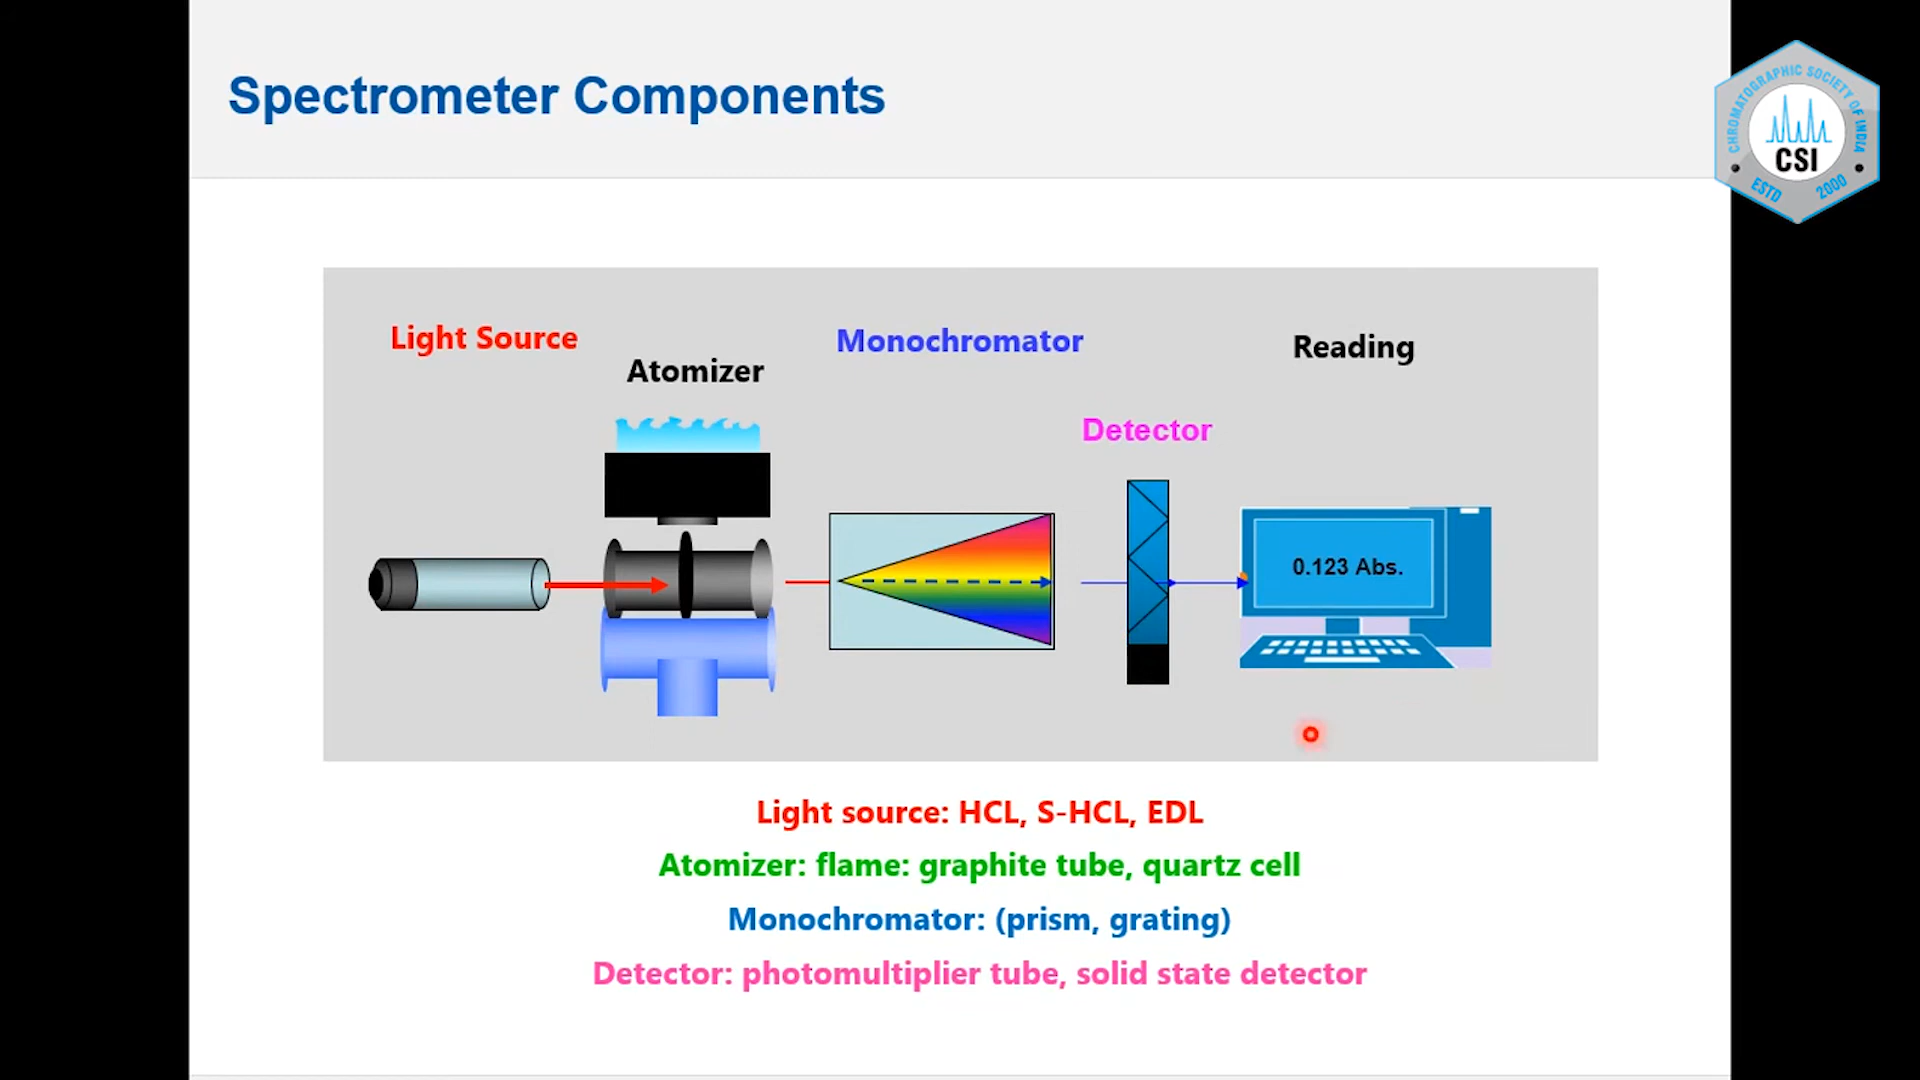 Spectrometer Components
CHROMATOGRAPHIC SOCIETY OF INDIA
CSI
ESTD 2000
Light Source
Atomizer
Monochromator
Reading
Detector
0.123 Abs.
Light source: HCL, S-HCL, EDL
Atomizer: flame: graphite tube, quartz cell
Monochromator: (prism, grating)
Detector: photomultiplier tube, solid state detector